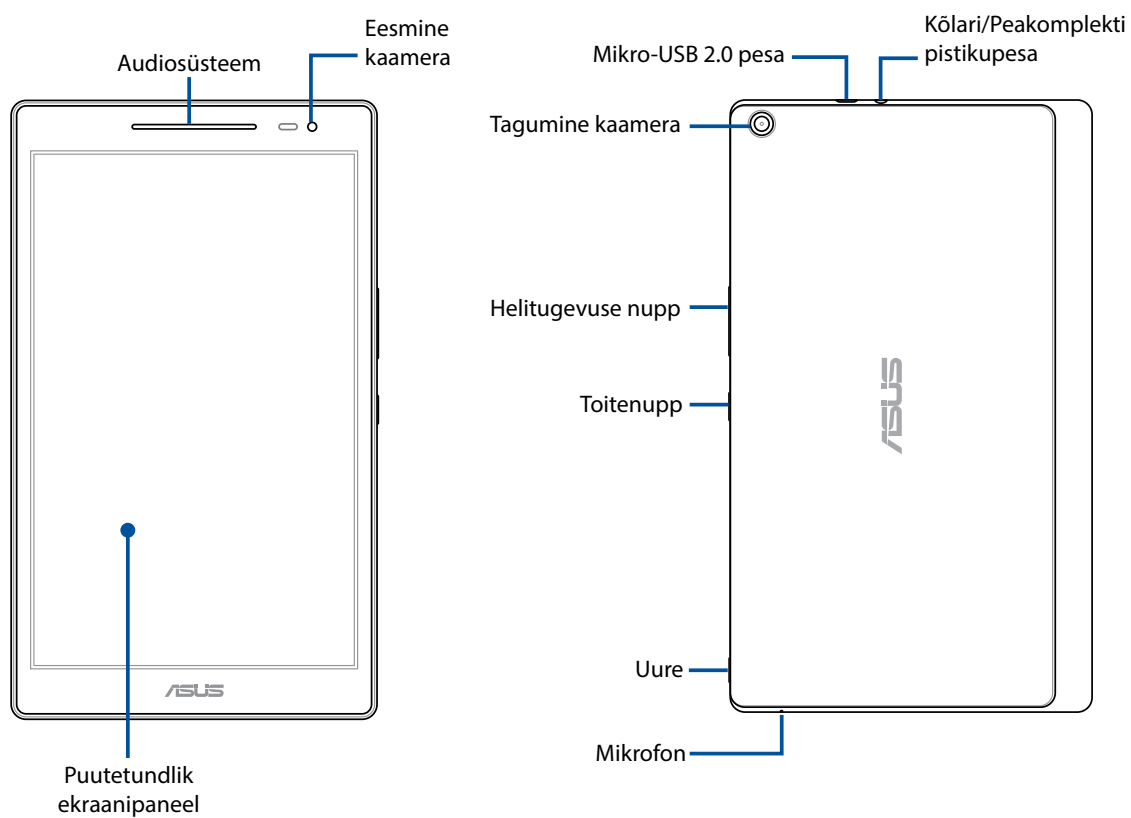 Eesmine
kaamera
Audiosüsteem
ASUS
Puutetundlik
ekraanipaneel
Kõlari/Peakomplekti
pistikupesa
Mikro-USB 2.0 pesa
Tagumine kaamera
Helitugevuse nupp
ASUS
Toitenupp
Uure
Mikrofon